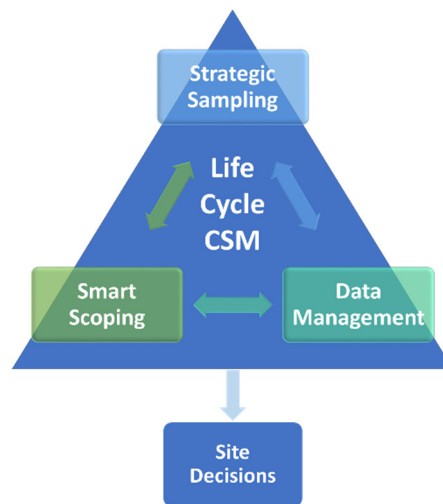 Strategic
Sampling
Life
Cycle
CSM
Smart
Scoping
Data
Management
Site
Decisions